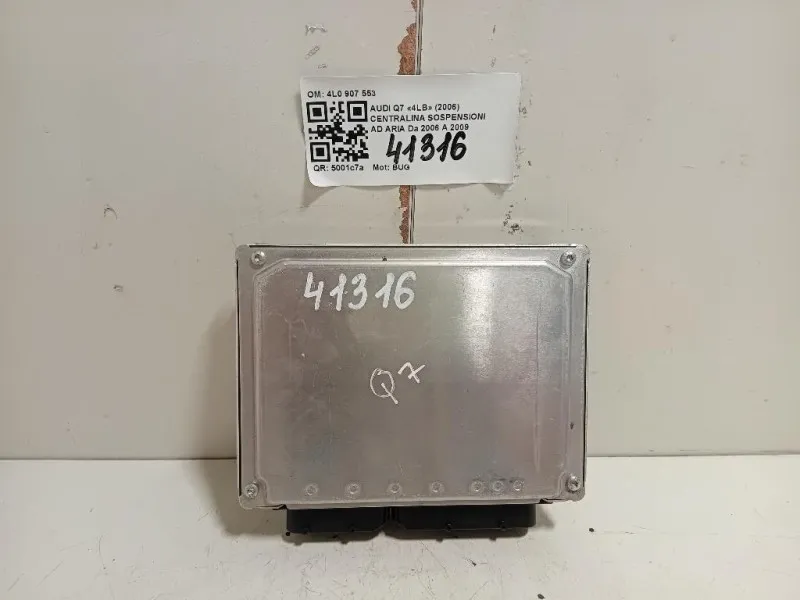 OM: 4L0 907 553
AUDI Q7 «4LB» (2006)
CENTRALINA SOSPENSIONI
AD ARIA Da 2006 A 2009
41316
QR: 5001c7a Mot: BUG
41316
Q7